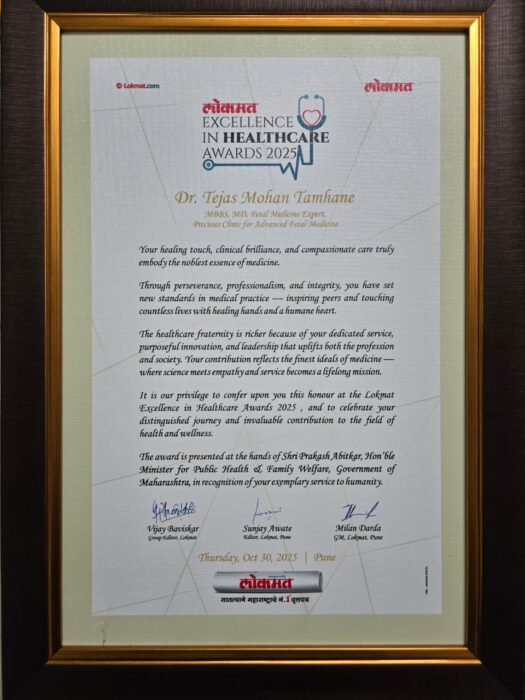 Lokmat.com
लोकमत
लोकमत
EXCELLENCE
IN HEALTHCARE
AWARDS 2025
Dr. Tejas Mohan Tamhane
MBBS, MD, Fetal Medicine Expert,
Precious Clinic for Advanced Fetal Medicine
Your healing touch, clinical brilliance, and compassionate care truly
embody the noblest essence of medicine.
Through perseverance, professionalism, and integrity, you have set
new standards in medical practice — inspiring peers and touching
countless lives with healing hands and a humane heart.
The healthcare fraternity is richer because of your dedicated service,
purposeful innovation, and leadership that uplifts both the profession
and society. Your contribution reflects the finest ideals of medicine —
where science meets empathy and service becomes a lifelong mission.
It is our privilege to confer upon you this honour at the Lokmat
Excellence in Healthcare Awards 2025 , and to celebrate your
distinguished journey and invaluable contribution to the field of
health and wellness.
The award is presented at the hands of Shri Prakash Abitkar, Hon'ble
Minister for Public Health & Family Welfare, Government of
Maharashtra, in recognition of your exemplary service to humanity.
Vijay Baviskar Sunjay Awate Milan Darda
Group Editor, Lokmat Editor, Lokmat, Pune GM, Lokmat, Pune
Thursday, Oct 30, 2025 | Pune
लोकमत
सातत्याने महाराष्ट्राचे नं.1 वृत्तपत्र